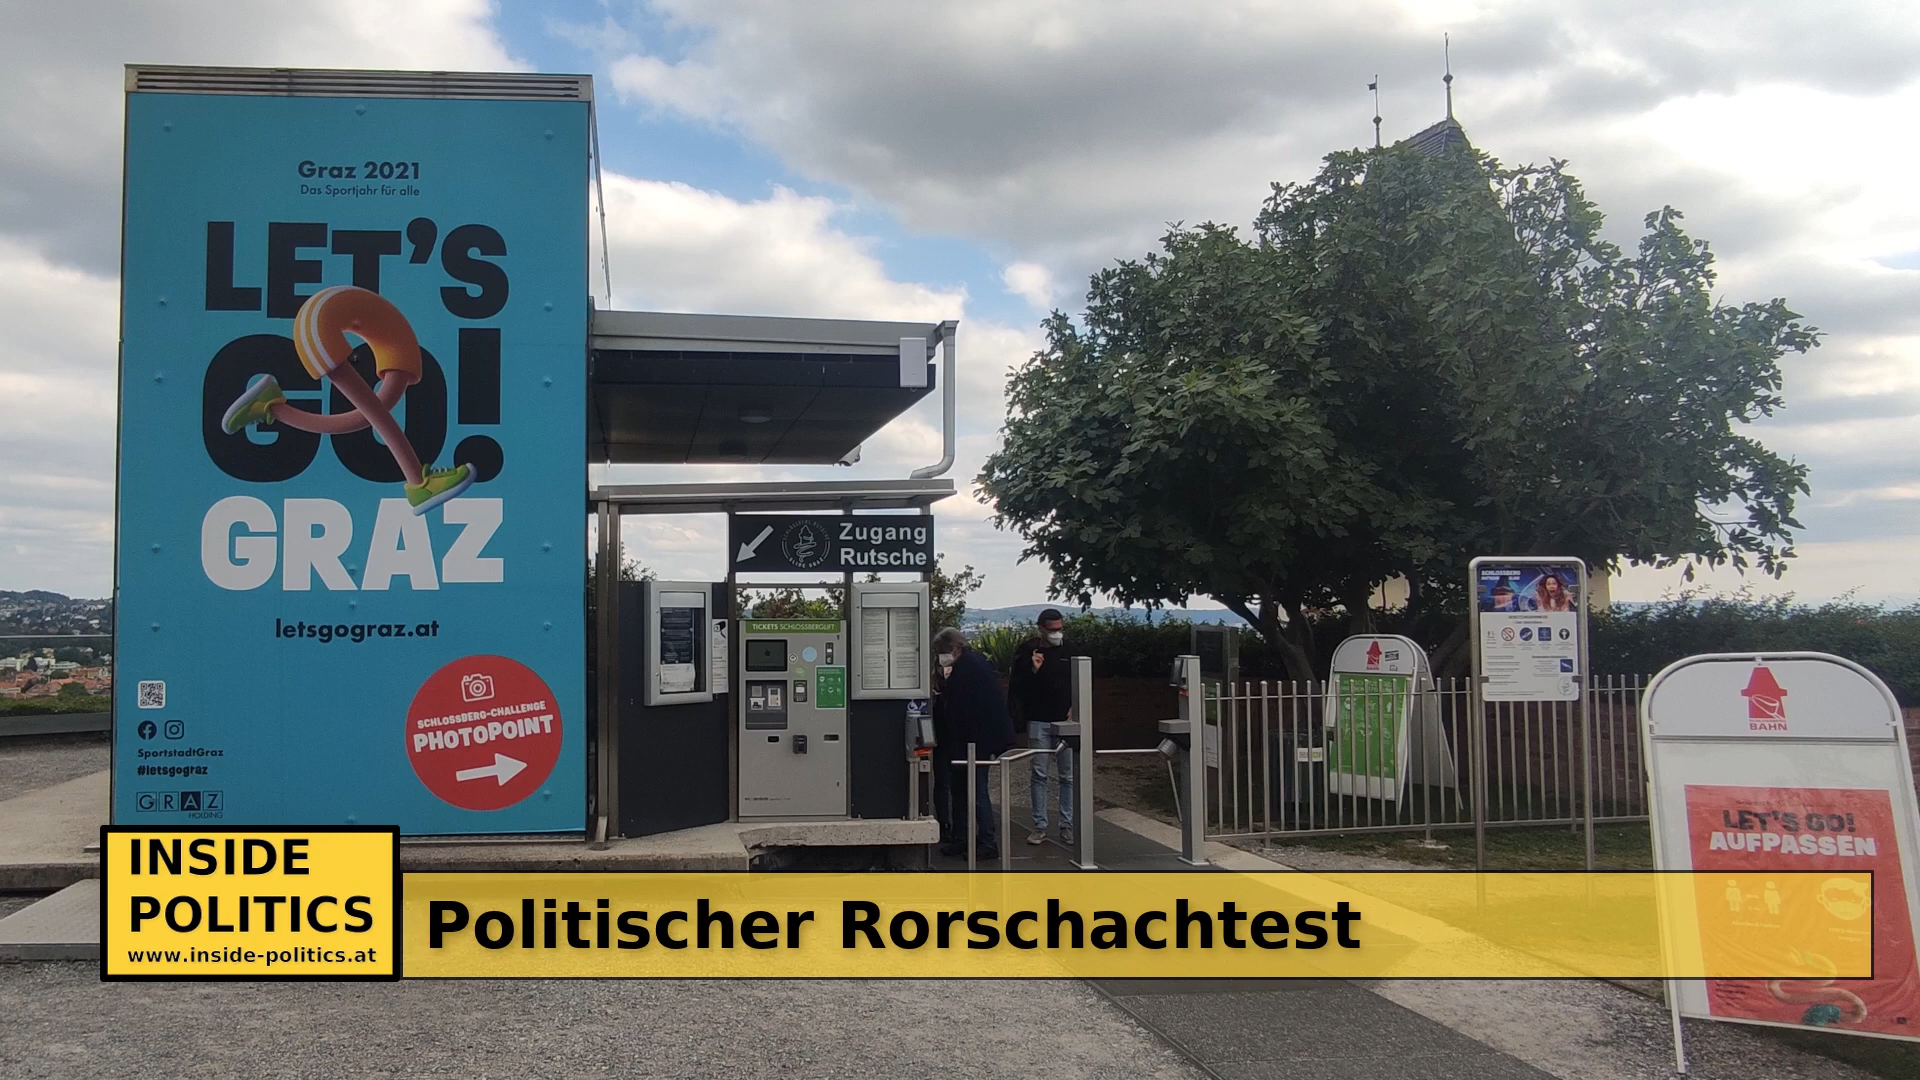 Graz 2021
Das Sportjahr für alle
LET'S
GO!
GRAZ
letsgograz.at
SCHLOSSBERG-CHALLENGE
PHOTOPOINT
SportstadtGraz
#letsgograz
GRAZ
HOLDING
Zugang
Rutsche
TICKETS SCHLOSSBERGLIFT
SCHLOSSBERG
BAHN
LET'S GO!
AUFPASSEN
INSIDE
POLITICS
www.inside-politics.at
Politischer Rorschachtest